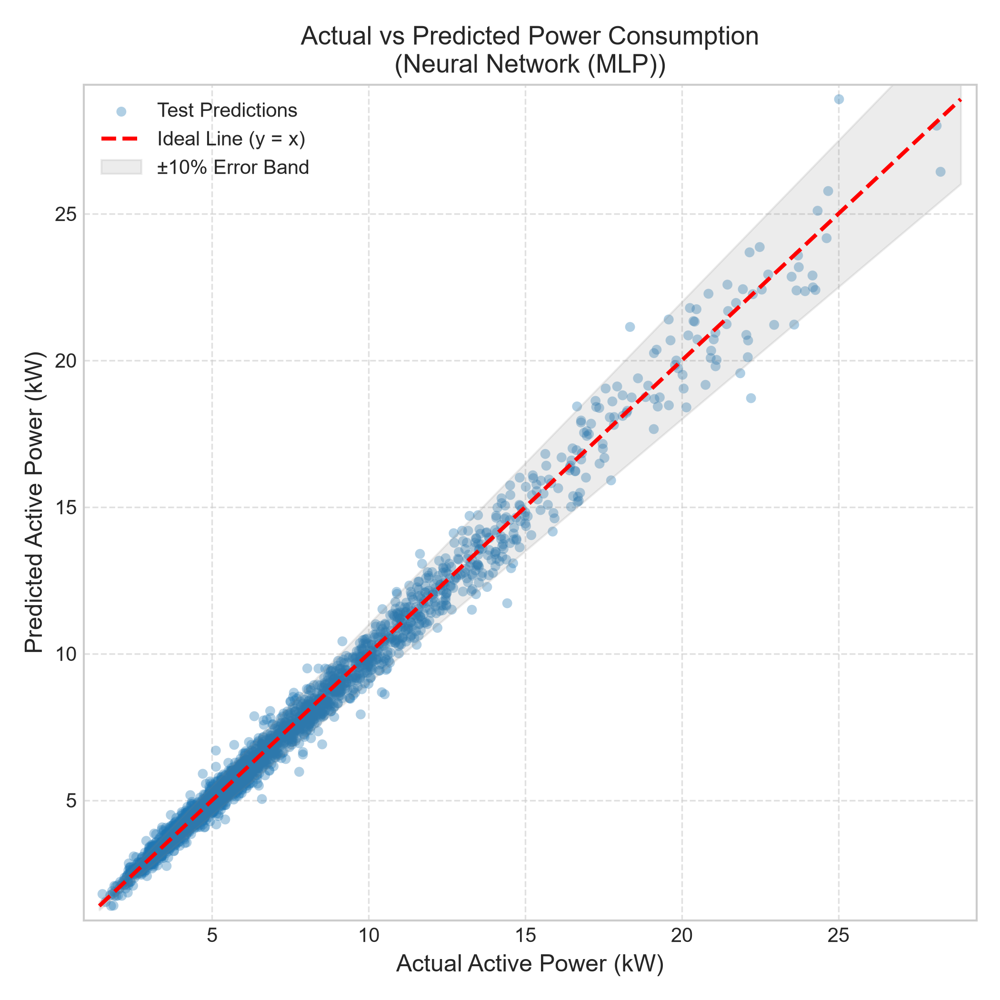 Actual vs Predicted Power Consumption
(Neural Network (MLP))
Test Predictions
Ideal Line (y = x)
±10% Error Band
Predicted Active Power (kW)
25
20
15
10
5
5
10
15
20
25
Actual Active Power (kW)